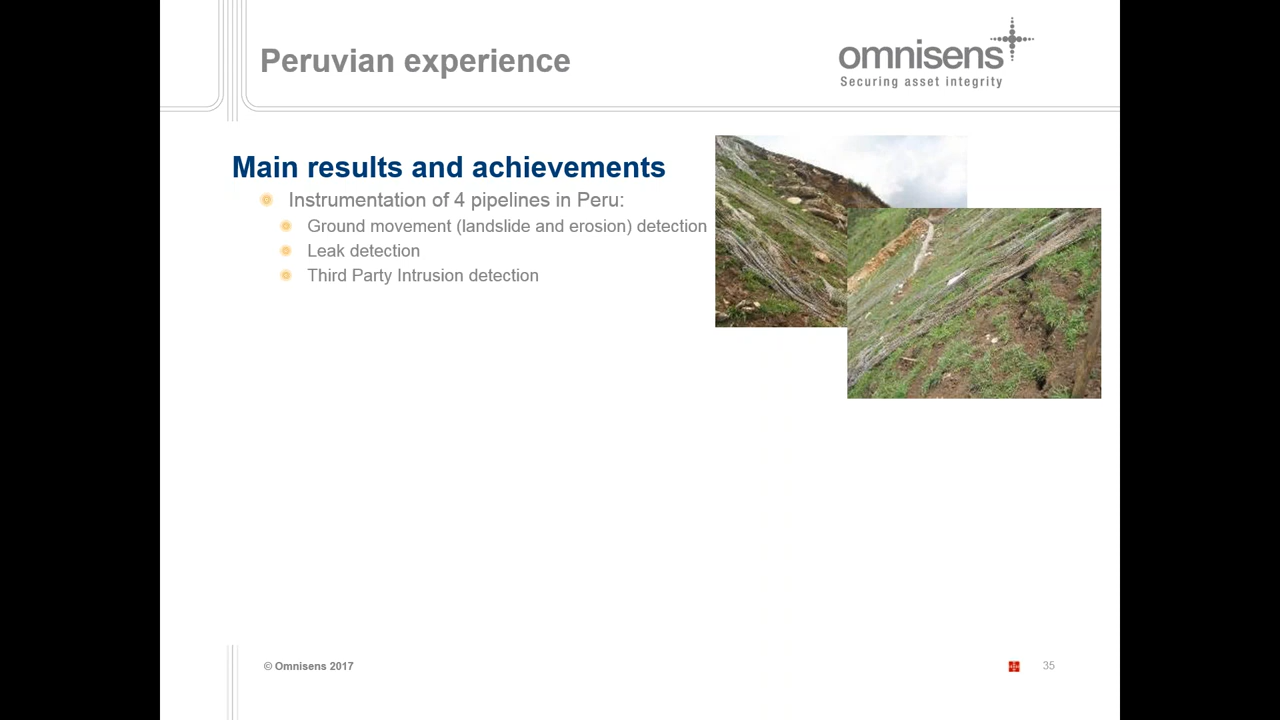 Peruvian experience
omnisens
Securing asset integrity
Main results and achievements
Instrumentation of 4 pipelines in Peru:
Ground movement (landslide and erosion) detection
Leak detection
Third Party Intrusion detection
© Omnisens 2017
35